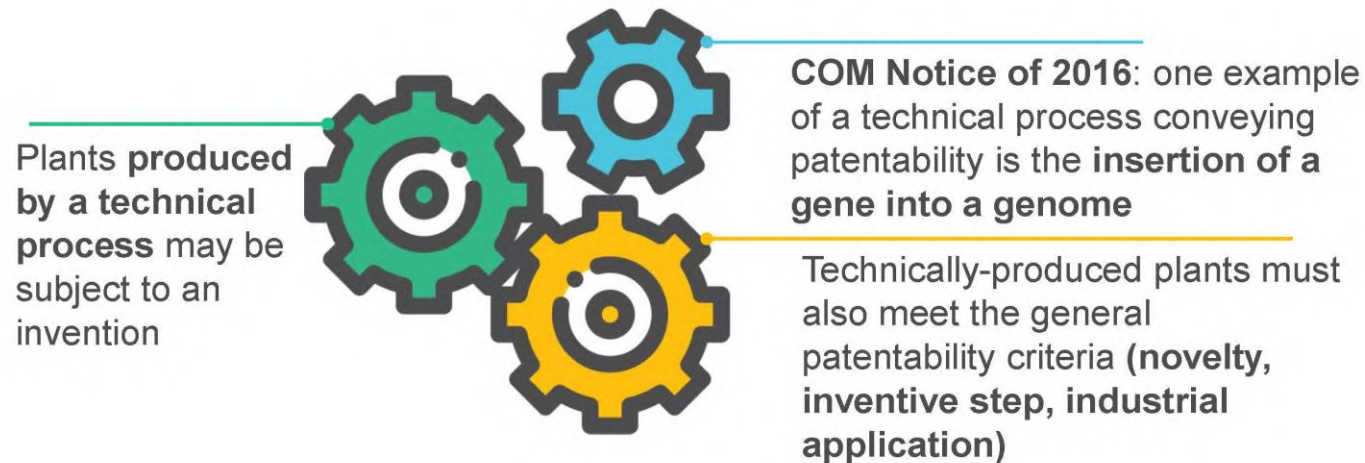 Plants produced
by a technical
process may be
subject to an
invention
COM Notice of 2016: one example
of a technical process conveying
patentability is the insertion of a
gene into a genome
Technically-produced plants must
also meet the general
patentability criteria (novelty,
inventive step, industrial
application)